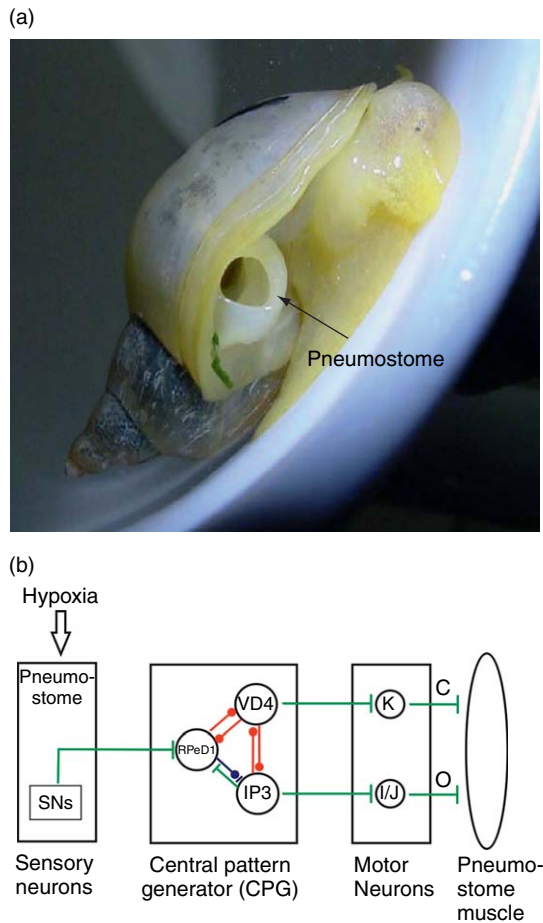 (a)
Pneumostome
(b)
Hypoxia
Pneumo-
stome
SNs
RPeD1
VD4
IP3
K
I/J
C
O
Sensory
neurons
Central pattern
generator (CPG)
Motor
Neurons
Pneumo-
stome
muscle